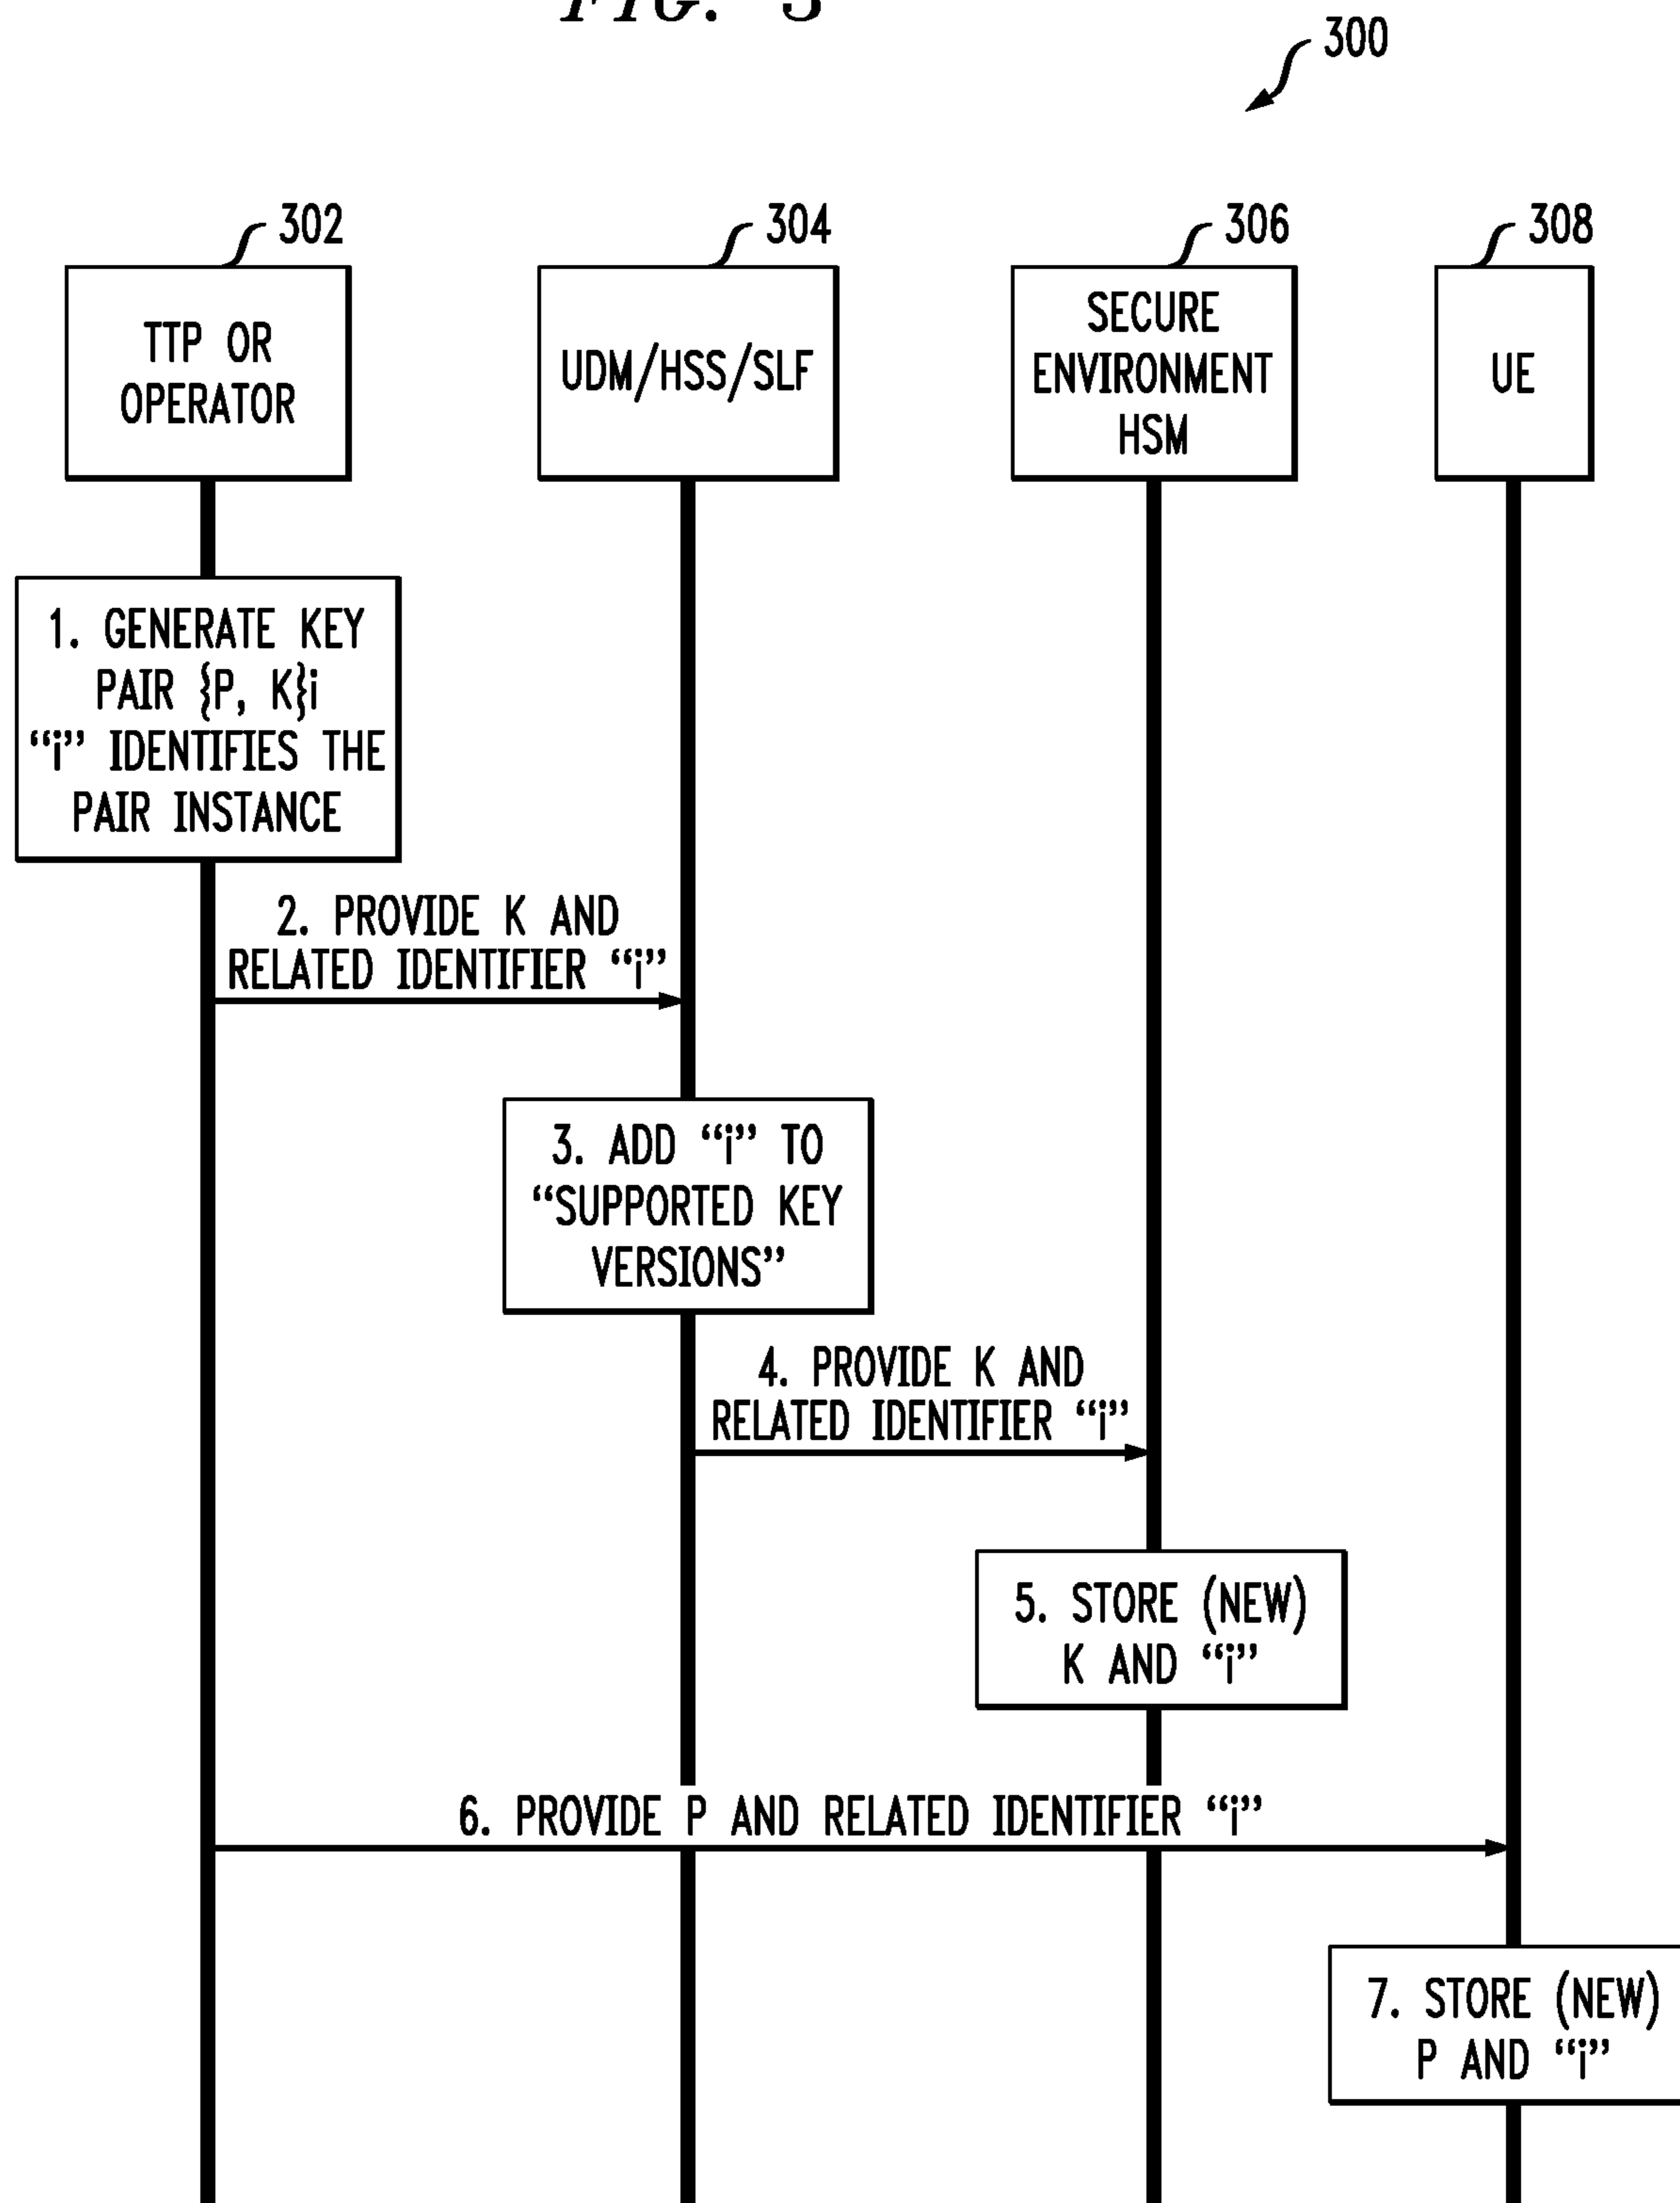 FIG. 3
300
302
304
306
308
TTP OR
OPERATOR
UDM/HSS/SLF
SECURE
ENVIRONMENT
HSM
UE
1. GENERATE KEY
PAIR {P, K}i
“i” IDENTIFIES THE
PAIR INSTANCE
2. PROVIDE K AND
RELATED IDENTIFIER “i”
3. ADD “i” TO
“SUPPORTED KEY
VERSIONS”
4. PROVIDE K AND
RELATED IDENTIFIER “i”
5. STORE (NEW)
K AND “i”
6. PROVIDE P AND RELATED IDENTIFIER “i”
7. STORE (NEW)
P AND “i”